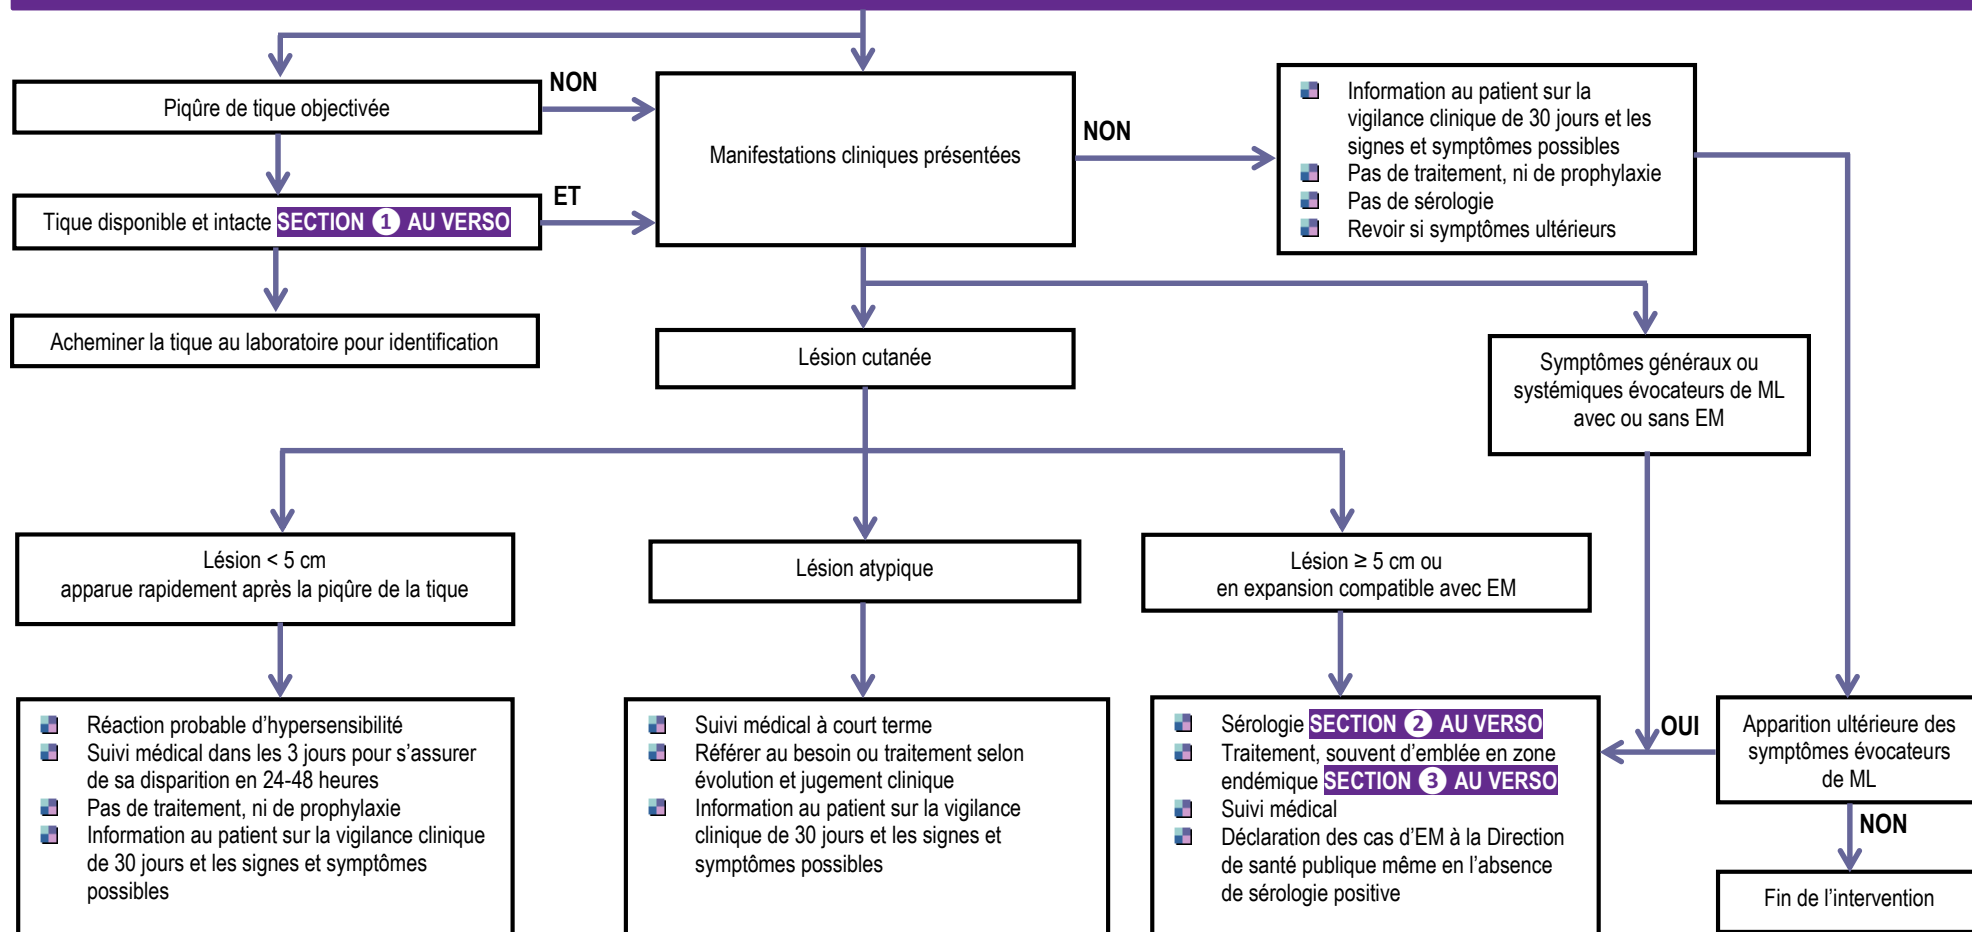 Piqûre de tique objectivée
NON
Tique disponible et intacte SECTION ① AU VERSO
ET
Acheminer la tique au laboratoire pour identification
Manifestations cliniques présentées
NON
Information au patient sur la
vigilance clinique de 30 jours et les
signes et symptômes possibles
Pas de traitement, ni de prophylaxie
Pas de sérologie
Revoir si symptômes ultérieurs
Lésion cutanée
Symptômes généraux ou
systémiques évocateurs de ML
avec ou sans EM
Lésion < 5 cm
apparue rapidement après la piqûre de la tique
Lésion atypique
Lésion ≥ 5 cm ou
en expansion compatible avec EM
Réaction probable d’hypersensibilité
Suivi médical dans les 3 jours pour s’assurer
de sa disparition en 24-48 heures
Pas de traitement, ni de prophylaxie
Information au patient sur la vigilance clinique
de 30 jours et les signes et symptômes
possibles
Suivi médical à court terme
Référer au besoin ou traitement selon
évolution et jugement clinique
Information au patient sur la vigilance
clinique de 30 jours et les signes et
symptômes possibles
Sérologie SECTION ② AU VERSO
Traitement, souvent d’emblée en zone
endémique SECTION ③ AU VERSO
Suivi médical
Déclaration des cas d’EM à la Direction
de santé publique même en l’absence
de sérologie positive
OUI
Apparition ultérieure des
symptômes évocateurs
de ML
NON
Fin de l’intervention